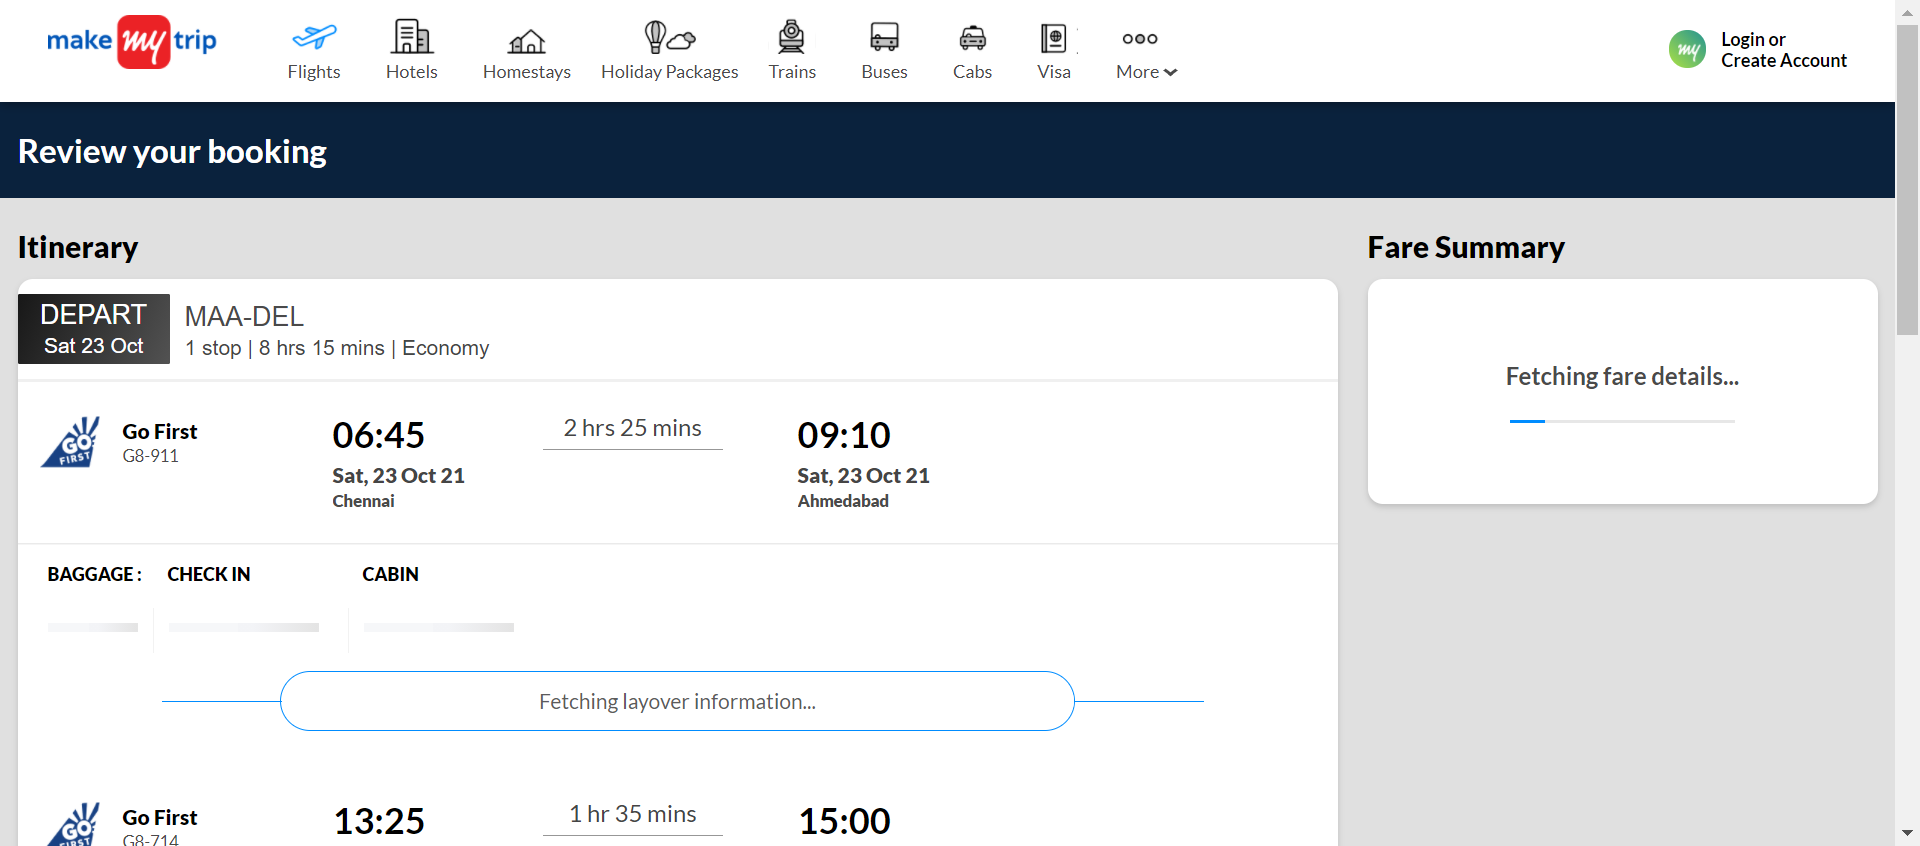 make my trip
Flights
Hotels
Homestays
Holiday Packages
Trains
Buses
Cabs
Visa
More
my
Login or
Create Account
Review your booking
Itinerary
DEPART
Sat 23 Oct
MAA-DEL
1 stop | 8 hrs 15 mins | Economy
GO
FIRST
Go First
G8-911
06:45
Sat, 23 Oct 21
Chennai
2 hrs 25 mins
09:10
Sat, 23 Oct 21
Ahmedabad
BAGGAGE :
CHECK IN
CABIN
Fetching layover information...
GO
FIRST
Go First
G8-714
13:25
1 hr 35 mins
15:00
Fare Summary
Fetching fare details...